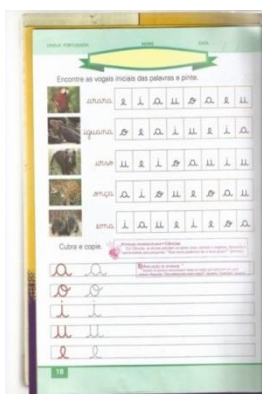 LÍNGUA PORTUGUESA NOME DATA
Encontre as vogais iniciais das palavras e pinte.
arara e i a u o a e u
iguana o e a i u e i a
urso u e i o a u i u
onça a i o u e o a u
ema i a u e i e o a
Cubra e copie.
a a
o o
i i
u u
e e
18